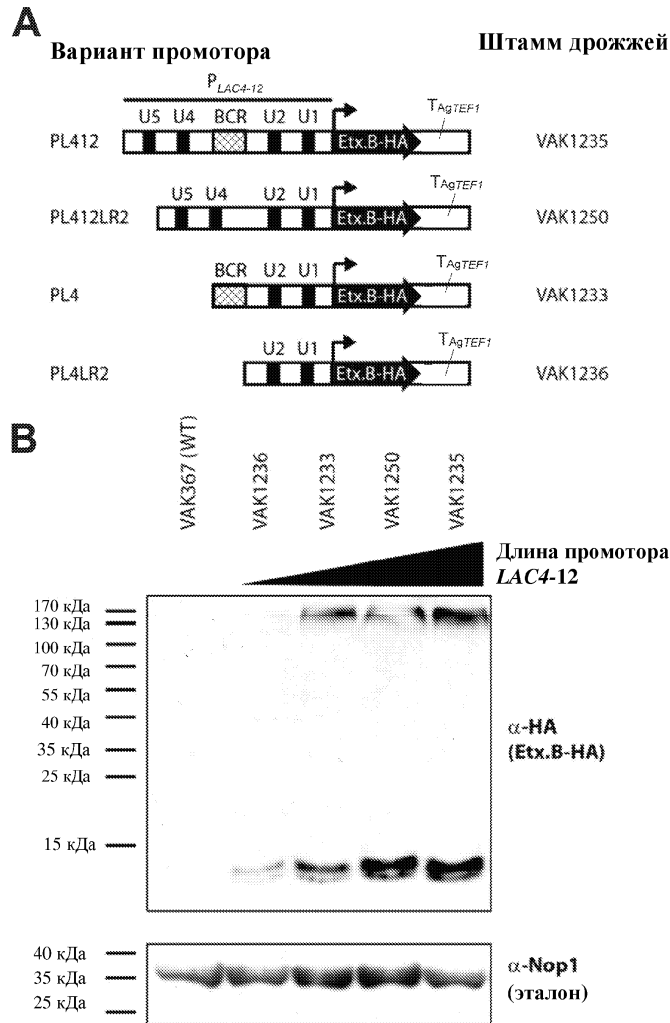 A
Вариант промотора
Штамм дрожжей
PLAC4-12
U5 U4 BCR U2 U1
PL412
Etx.B-HA
TAgTEF1
VAK1235
U5 U4 U2 U1
PL412LR2
Etx.B-HA
TAgTEF1
VAK1250
BCR U2 U1
PL4
Etx.B-HA
TAgTEF1
VAK1233
U2 U1
PL4LR2
Etx.B-HA
TAgTEF1
VAK1236
B
VAK367 (WT)
VAK1236
VAK1233
VAK1250
VAK1235
Длина промотора
LAC4-12
170 кДа
130 кДа
100 кДа
70 кДа
55 кДа
40 кДа
35 кДа
25 кДа
15 кДа
α-HA
(Etx.B-HA)
40 кДа
35 кДа
25 кДа
α-Nop1
(эталон)